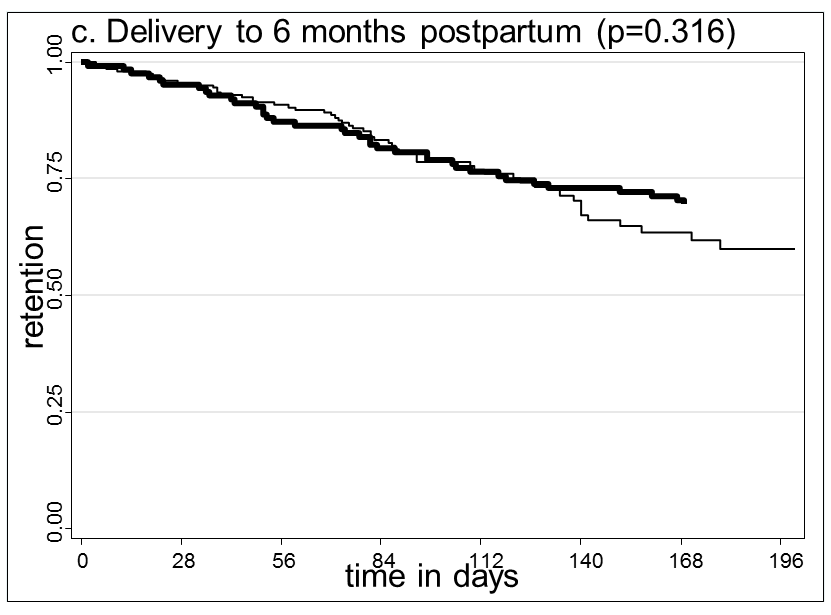 c. Delivery to 6 months postpartum (p=0.316)
1.00
0.75
0.50
0.25
0.00
retention
0 28 56 84 112 140 168 196
time in days